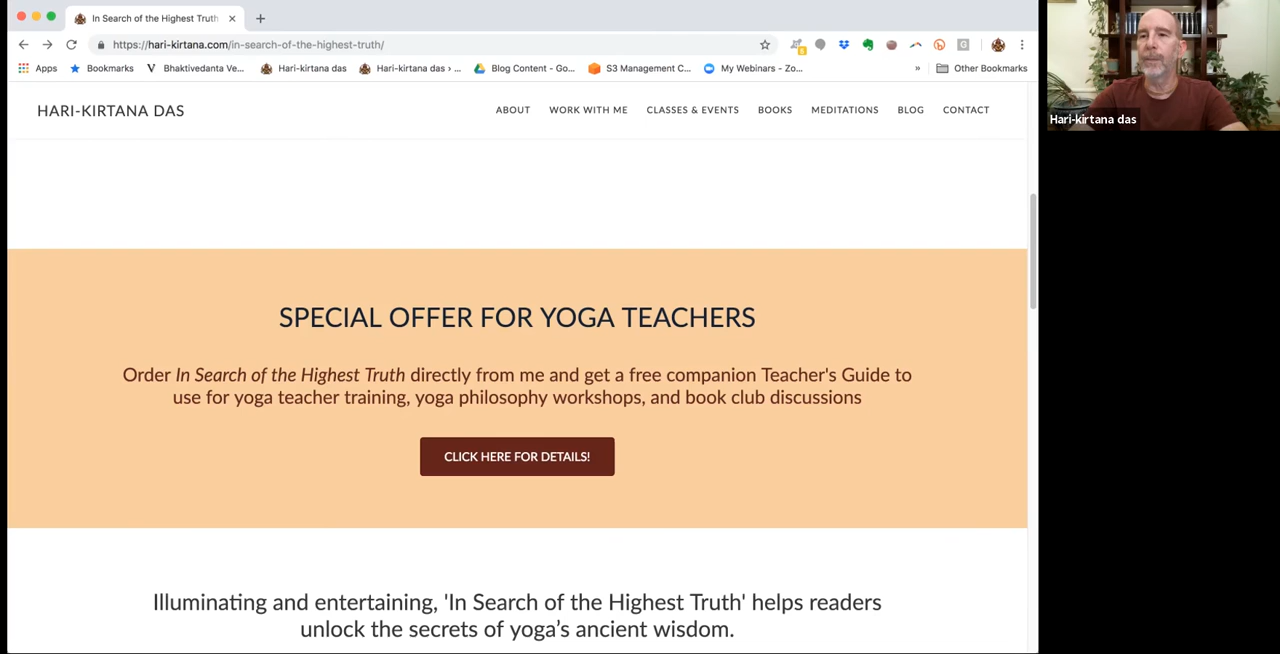 In Search of the Highest Truth
https://hari-kirtana.com/in-search-of-the-highest-truth/
Apps Bookmarks Bhaktivedanta Ve... Hari-kirtana das Hari-kirtana das › ... Blog Content - Go... S3 Management C... My Webinars - Zo... » Other Bookmarks
HARI-KIRTANA DAS ABOUT WORK WITH ME CLASSES & EVENTS BOOKS MEDITATIONS BLOG CONTACT
Hari-kirtana das
SPECIAL OFFER FOR YOGA TEACHERS
Order In Search of the Highest Truth directly from me and get a free companion Teacher's Guide to
use for yoga teacher training, yoga philosophy workshops, and book club discussions
CLICK HERE FOR DETAILS!
Illuminating and entertaining, 'In Search of the Highest Truth' helps readers
unlock the secrets of yoga’s ancient wisdom.